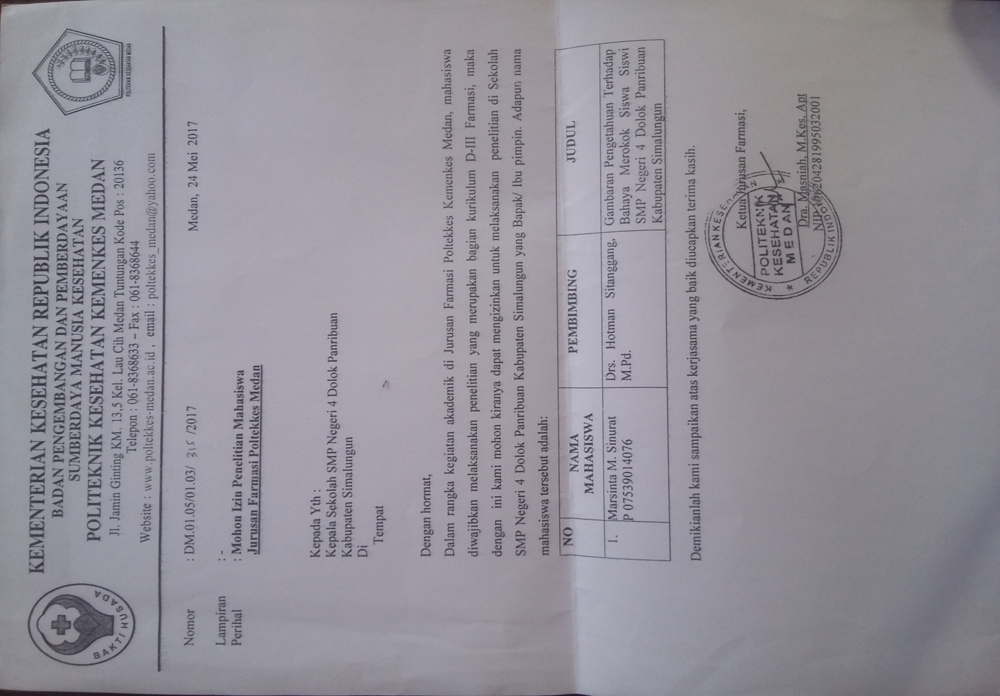 KEMENTERIAN KESEHATAN REPUBLIK INDONESIA
BADAN PENGEMBANGAN DAN PEMBERDAYAAN
SUMBERDAYA MANUSIA KESEHATAN
POLITEKNIK KESEHATAN KEMENKES MEDAN
Jl. Jamin Ginting KM. 13,5 Kel. Lau Cih Medan Tuntungan Kode Pos : 20136
Telepon : 061-8368633 – Fax : 061-8368644
Website : www.poltekkes-medan.ac.id , email : poltekkes_medan@yahoo.com
BAKTI HUSADA
POLITEKNIK KESEHATAN MEDAN
Nomor : DM.01.05/01.03/ 315 /2017 Medan, 24 Mei 2017
Lampiran : -
Perihal : Mohon Izin Penelitian Mahasiswa
Jurusan Farmasi Poltekkes Medan
Kepada Yth :
Kepala Sekolah SMP Negeri 4 Dolok Panribuan
Kabupaten Simalungun
Di
Tempat
Dengan hormat,
Dalam rangka kegiatan akademik di Jurusan Farmasi Poltekkes Kemenkes Medan, mahasiswa
diwajibkan melaksanakan penelitian yang merupakan bagian kurikulum D-III Farmasi, maka
dengan ini kami mohon kiranya dapat mengizinkan untuk melaksanakan penelitian di Sekolah
SMP Negeri 4 Dolok Panribuan Kabupaten Simalungun yang Bapak/ Ibu pimpin. Adapun nama
mahasiswa tersebut adalah:
NO NAMA PEMBIMBING JUDUL
MAHASISWA
1. Marsinta M. Sinurat Drs. Hotman Sitanggang, Gambaran Pengetahuan Terhadap
P 07539014076 M.Pd. Bahaya Merokok Siswa Siswi
SMP Negeri 4 Dolok Panribuan
Kabupaten Simalungun
Demikianlah kami sampaikan atas kerjasama yang baik diucapkan terima kasih.
Ketua Jurusan Farmasi,
KEMENTERIAN KESEHATAN
POLITEKNIK
KESEHATAN
MEDAN
REPUBLIK INDONESIA
Dra. Masniah, M.Kes, Apt
NIP. 196204281995032001